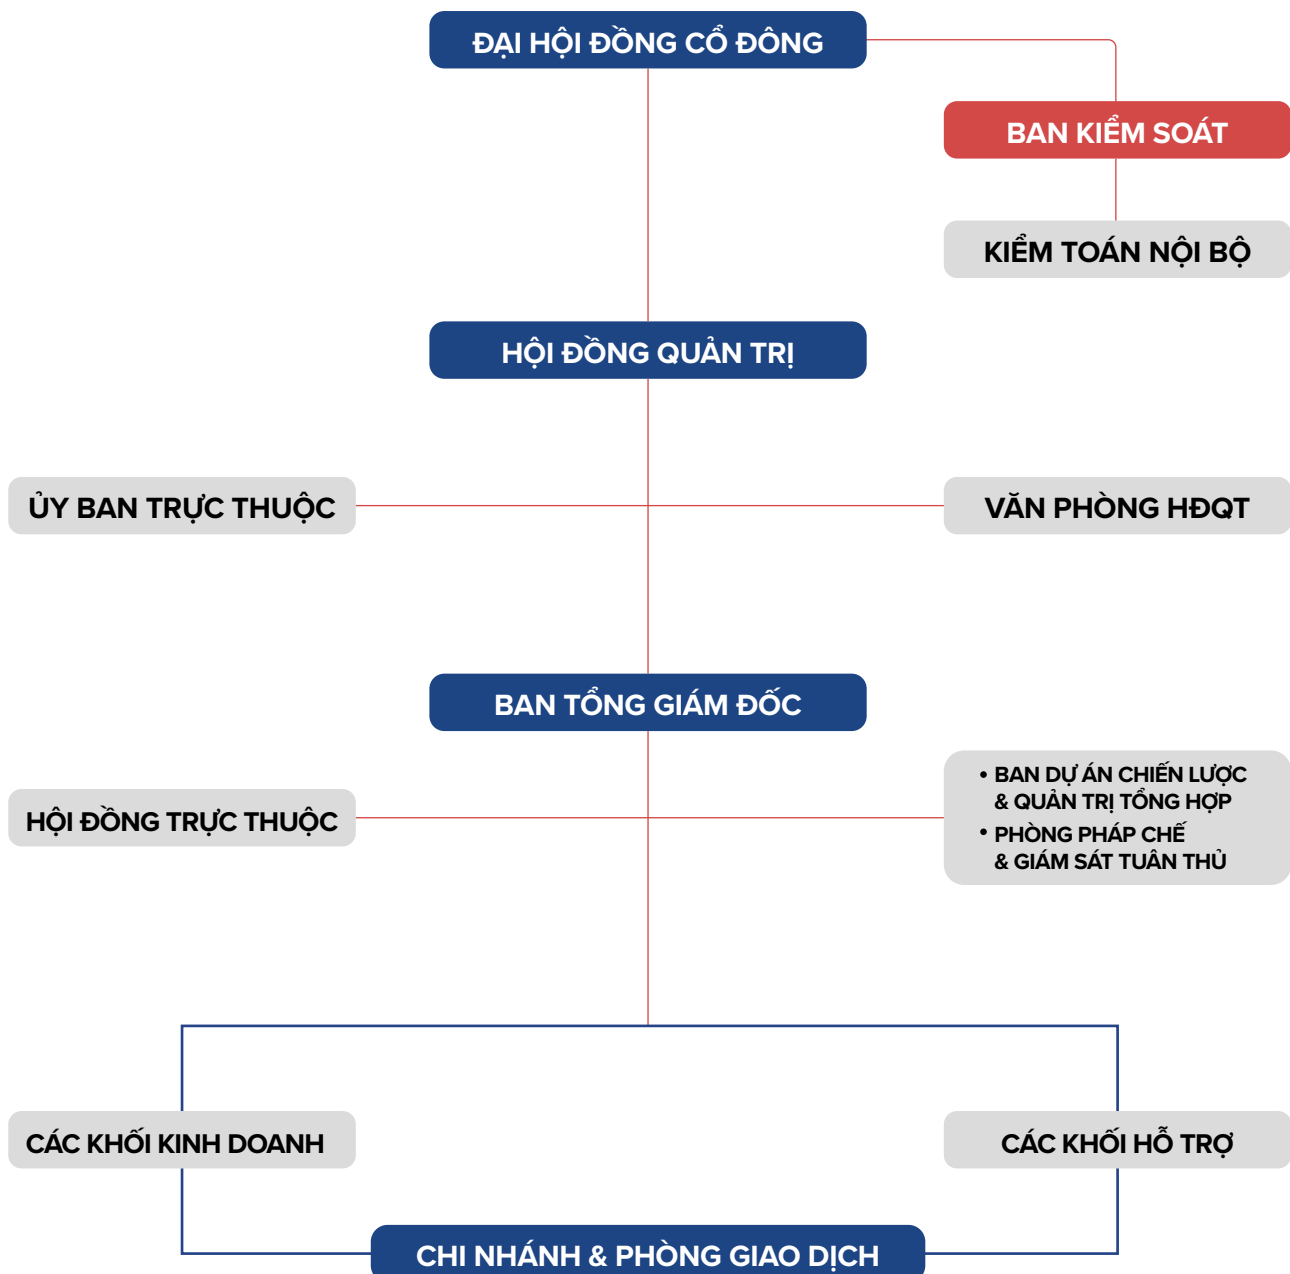 ĐẠI HỘI ĐỒNG CỔ ĐÔNG
BAN KIỂM SOÁT
KIỂM TOÁN NỘI BỘ
HỘI ĐỒNG QUẢN TRỊ
ỦY BAN TRỰC THUỘC
VĂN PHÒNG HĐQT
BAN TỔNG GIÁM ĐỐC
HỘI ĐỒNG TRỰC THUỘC
• BAN DỰ ÁN CHIẾN LƯỢC
& QUẢN TRỊ TỔNG HỢP
• PHÒNG PHÁP CHẾ
& GIÁM SÁT TUÂN THỦ
CÁC KHỐI KINH DOANH
CÁC KHỐI HỖ TRỢ
CHI NHÁNH & PHÒNG GIAO DỊCH